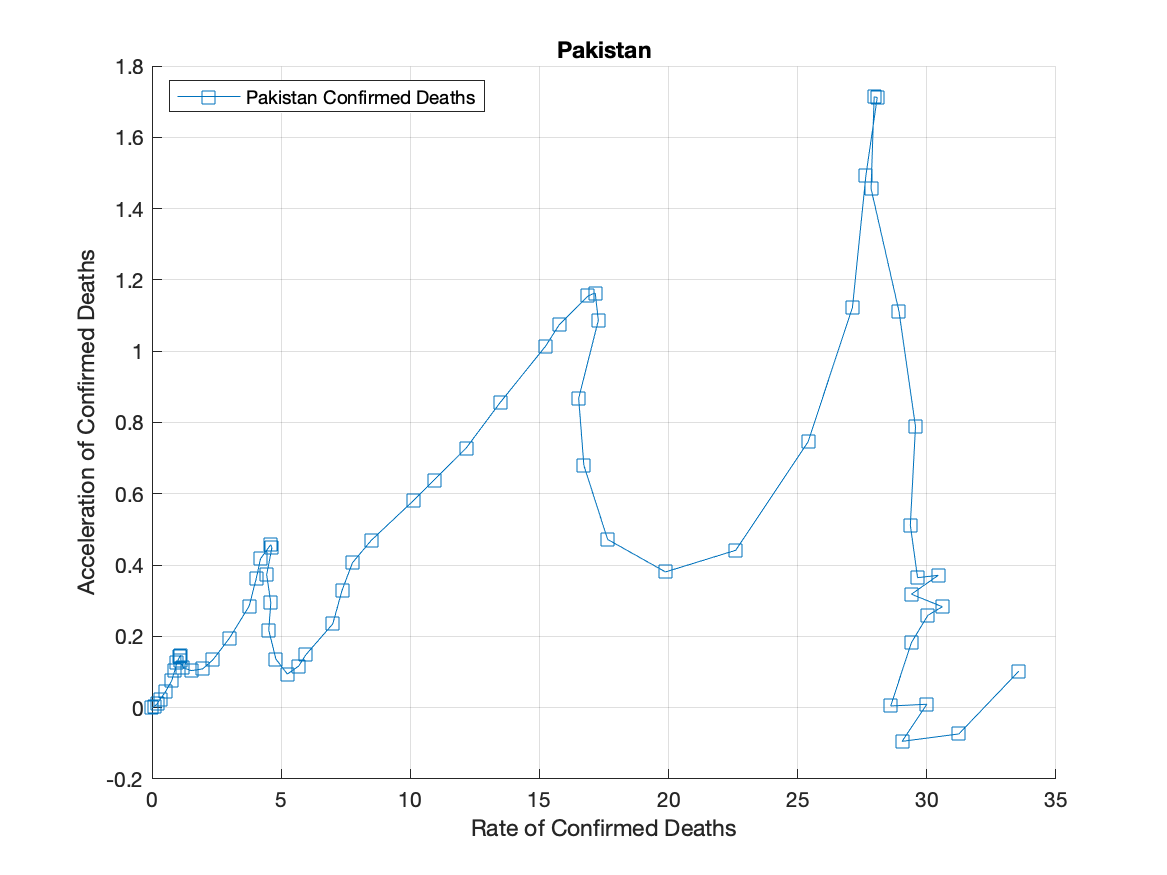 Pakistan
1.8
Pakistan Confirmed Deaths
1.6
1.4
1.2
1
0.8
0.6
0.4
0.2
0
-0.2
Acceleration of Confirmed Deaths
0 5 10 15 20 25 30 35
Rate of Confirmed Deaths